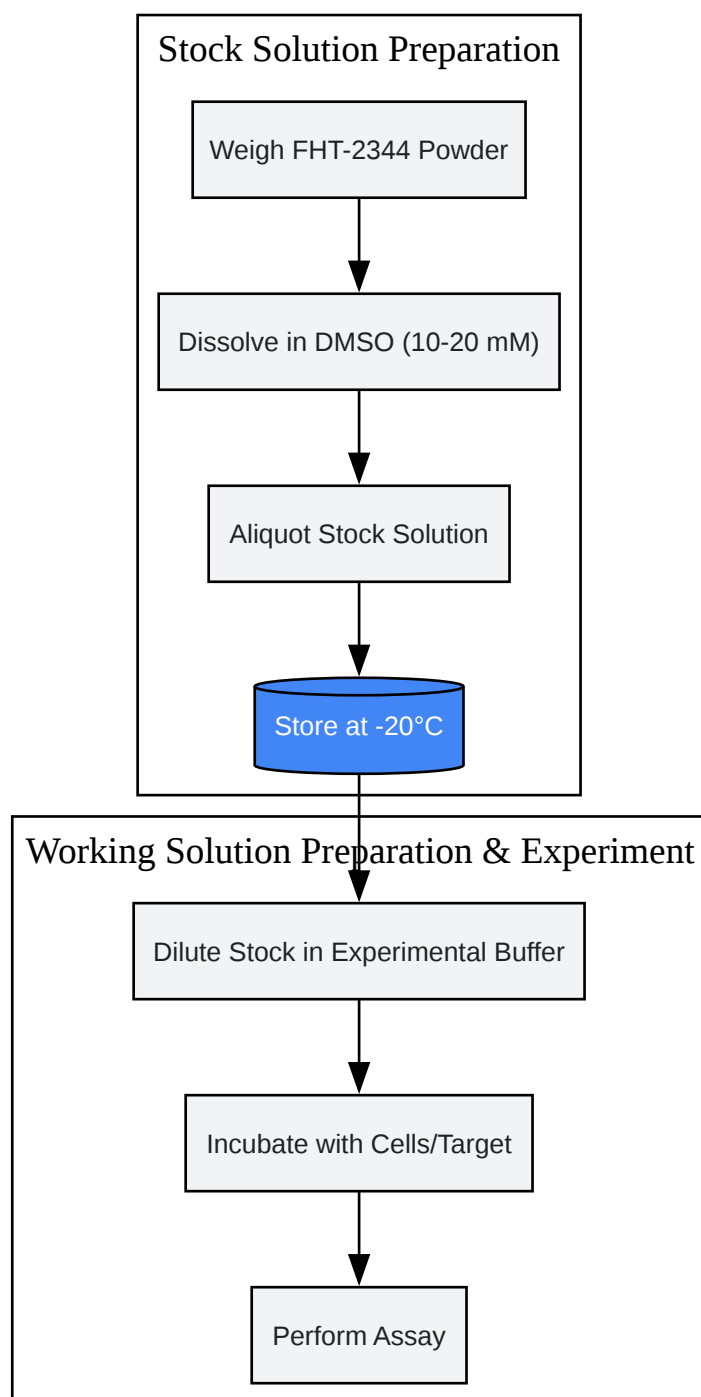 Stock Solution Preparation
Weigh FHT-2344 Powder
Dissolve in DMSO (10-20 mM)
Aliquot Stock Solution
Store at -20°C
Working Solution Preparation & Experiment
Dilute Stock in Experimental Buffer
Incubate with Cells/Target
Perform Assay